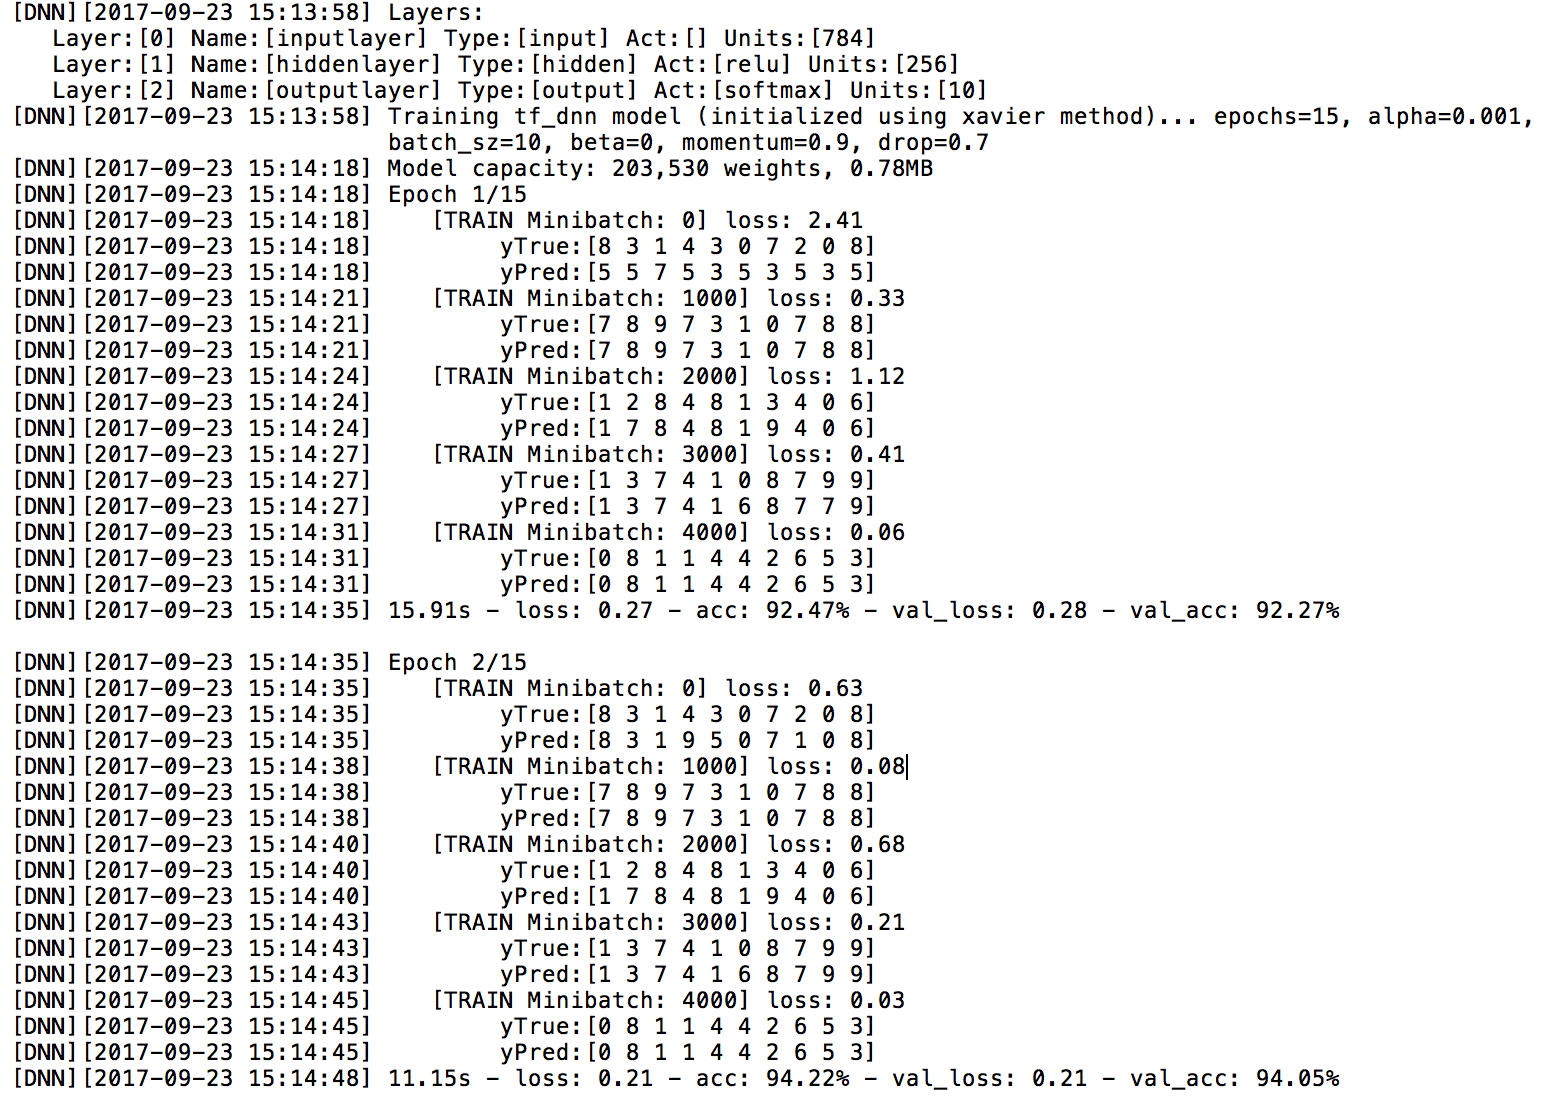 [DNN][2017-09-23 15:13:58] Layers:
Layer:[0] Name:[inputlayer] Type:[input] Act:[] Units:[784]
Layer:[1] Name:[hiddenlayer] Type:[hidden] Act:[relu] Units:[256]
Layer:[2] Name:[outputlayer] Type:[output] Act:[softmax] Units:[10]
[DNN][2017-09-23 15:13:58] Training tf_dnn model (initialized using xavier method)... epochs=15, alpha=0.001,
batch_sz=10, beta=0, momentum=0.9, drop=0.7
[DNN][2017-09-23 15:14:18] Model capacity: 203,530 weights, 0.78MB
[DNN][2017-09-23 15:14:18] Epoch 1/15
[DNN][2017-09-23 15:14:18] [TRAIN Minibatch: 0] loss: 2.41
[DNN][2017-09-23 15:14:18] yTrue:[8 3 1 4 3 0 7 2 0 8]
[DNN][2017-09-23 15:14:18] yPred:[5 5 7 5 3 5 3 5 3 5]
[DNN][2017-09-23 15:14:21] [TRAIN Minibatch: 1000] loss: 0.33
[DNN][2017-09-23 15:14:21] yTrue:[7 8 9 7 3 1 0 7 8 8]
[DNN][2017-09-23 15:14:21] yPred:[7 8 9 7 3 1 0 7 8 8]
[DNN][2017-09-23 15:14:24] [TRAIN Minibatch: 2000] loss: 1.12
[DNN][2017-09-23 15:14:24] yTrue:[1 2 8 4 8 1 3 4 0 6]
[DNN][2017-09-23 15:14:24] yPred:[1 7 8 4 8 1 9 4 0 6]
[DNN][2017-09-23 15:14:27] [TRAIN Minibatch: 3000] loss: 0.41
[DNN][2017-09-23 15:14:27] yTrue:[1 3 7 4 1 0 8 7 9 9]
[DNN][2017-09-23 15:14:27] yPred:[1 3 7 4 1 6 8 7 7 9]
[DNN][2017-09-23 15:14:31] [TRAIN Minibatch: 4000] loss: 0.06
[DNN][2017-09-23 15:14:31] yTrue:[0 8 1 1 4 4 2 6 5 3]
[DNN][2017-09-23 15:14:31] yPred:[0 8 1 1 4 4 2 6 5 3]
[DNN][2017-09-23 15:14:35] 15.91s - loss: 0.27 - acc: 92.47% - val_loss: 0.28 - val_acc: 92.27%
[DNN][2017-09-23 15:14:35] Epoch 2/15
[DNN][2017-09-23 15:14:35] [TRAIN Minibatch: 0] loss: 0.63
[DNN][2017-09-23 15:14:35] yTrue:[8 3 1 4 3 0 7 2 0 8]
[DNN][2017-09-23 15:14:35] yPred:[8 3 1 9 5 0 7 1 0 8]
[DNN][2017-09-23 15:14:38] [TRAIN Minibatch: 1000] loss: 0.08
[DNN][2017-09-23 15:14:38] yTrue:[7 8 9 7 3 1 0 7 8 8]
[DNN][2017-09-23 15:14:38] yPred:[7 8 9 7 3 1 0 7 8 8]
[DNN][2017-09-23 15:14:40] [TRAIN Minibatch: 2000] loss: 0.68
[DNN][2017-09-23 15:14:40] yTrue:[1 2 8 4 8 1 3 4 0 6]
[DNN][2017-09-23 15:14:40] yPred:[1 7 8 4 8 1 9 4 0 6]
[DNN][2017-09-23 15:14:43] [TRAIN Minibatch: 3000] loss: 0.21
[DNN][2017-09-23 15:14:43] yTrue:[1 3 7 4 1 0 8 7 9 9]
[DNN][2017-09-23 15:14:43] yPred:[1 3 7 4 1 6 8 7 9 9]
[DNN][2017-09-23 15:14:45] [TRAIN Minibatch: 4000] loss: 0.03
[DNN][2017-09-23 15:14:45] yTrue:[0 8 1 1 4 4 2 6 5 3]
[DNN][2017-09-23 15:14:45] yPred:[0 8 1 1 4 4 2 6 5 3]
[DNN][2017-09-23 15:14:48] 11.15s - loss: 0.21 - acc: 94.22% - val_loss: 0.21 - val_acc: 94.05%